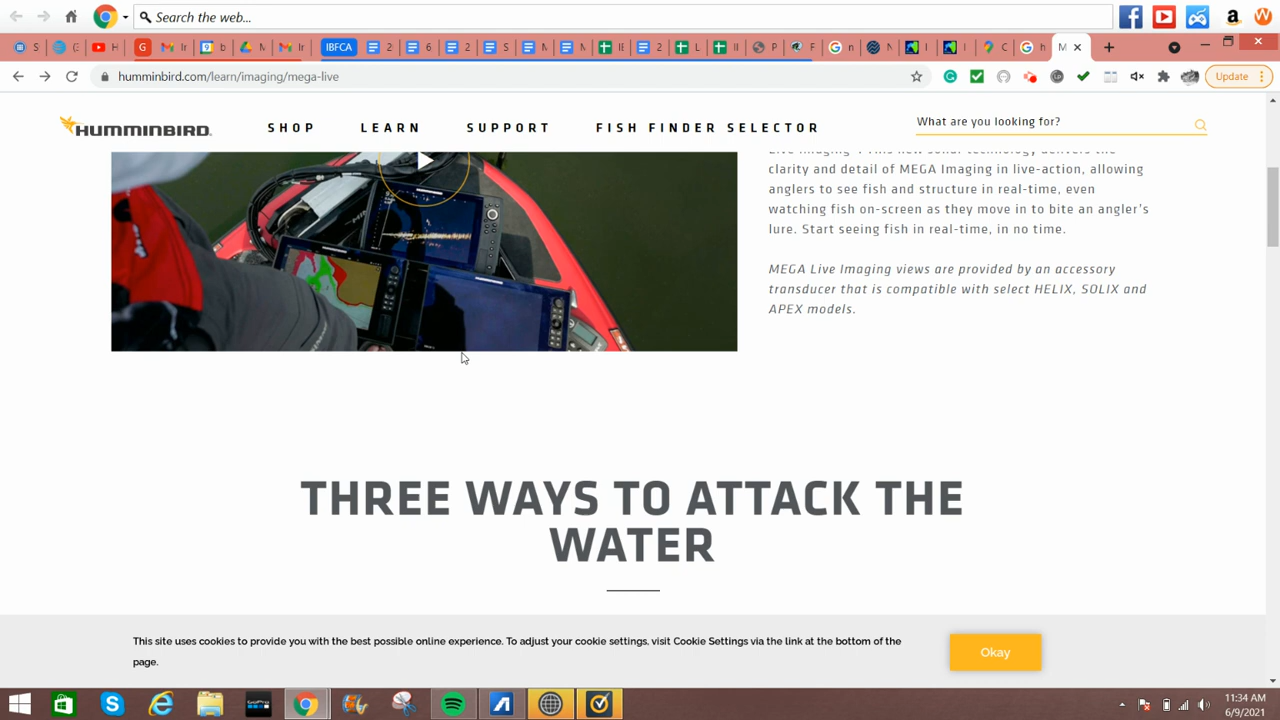 Search the web...
IBFCA
humminbird.com/learn/imaging/mega-live
Update
HUMMINBIRD.
SHOP
LEARN
SUPPORT
FISH FINDER SELECTOR
What are you looking for?
clarity and detail of MEGA Imaging in live-action, allowing
anglers to see fish and structure in real-time, even
watching fish on-screen as they move in to bite an angler's
lure. Start seeing fish in real-time, in no time.
MEGA Live Imaging views are provided by an accessory
transducer that is compatible with select HELIX, SOLIX and
APEX models.
THREE WAYS TO ATTACK THE
WATER
This site uses cookies to provide you with the best possible online experience. To adjust your cookie settings, visit Cookie Settings via the link at the bottom of the
page.
Okay
11:34 AM
6/9/2021